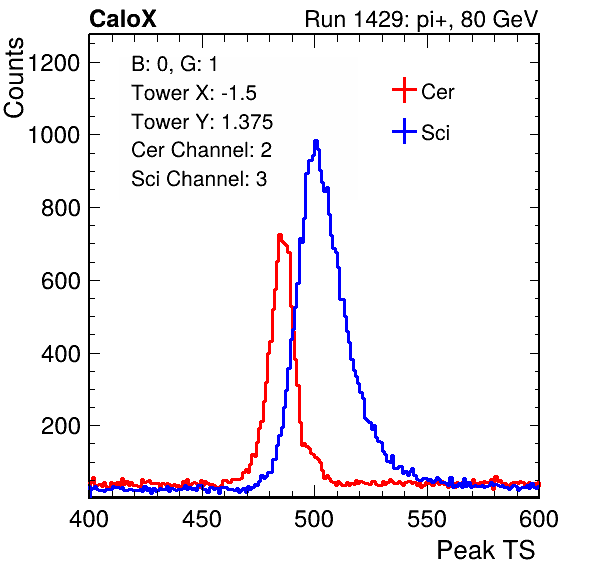 CaloX
Run 1429: pi+, 80 GeV
Counts
1200
1000
800
600
400
200
B: 0, G: 1
Tower X: -1.5
Tower Y: 1.375
Cer Channel: 2
Sci Channel: 3
Cer
Sci
400
450
500
550
600
Peak TS